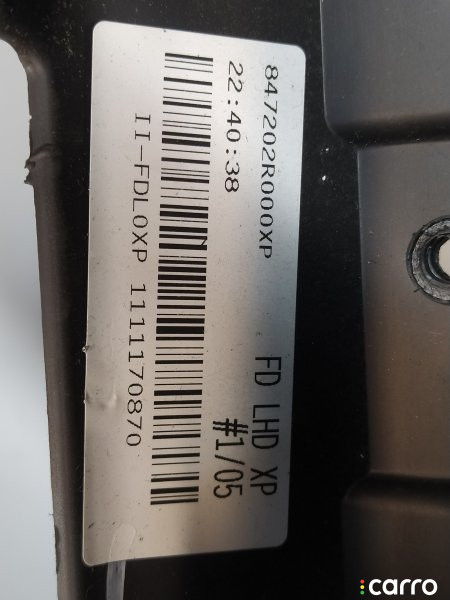 847202R000XP
22:40:38
FD LHD XP
#1/05
II-FDL0XP 1111170870
carro